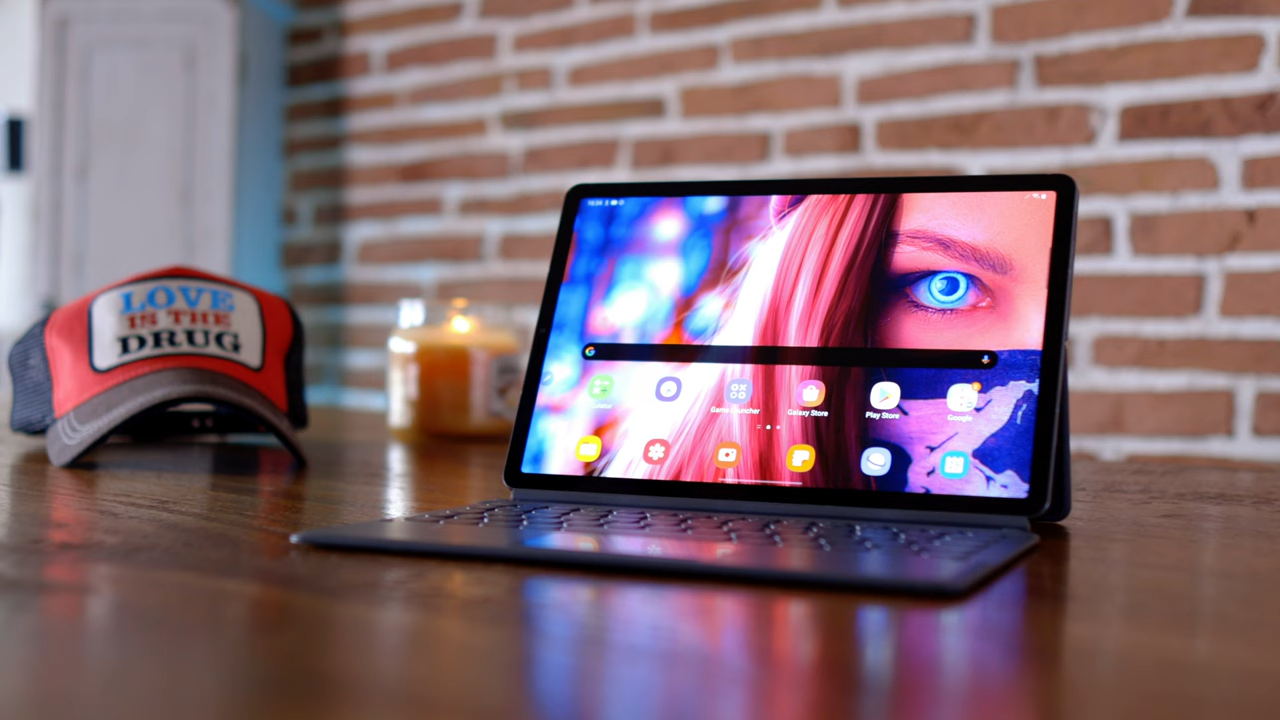 LOVE
IS THE
DRUG
Game Launcher
Galaxy Store
Play Store
Google